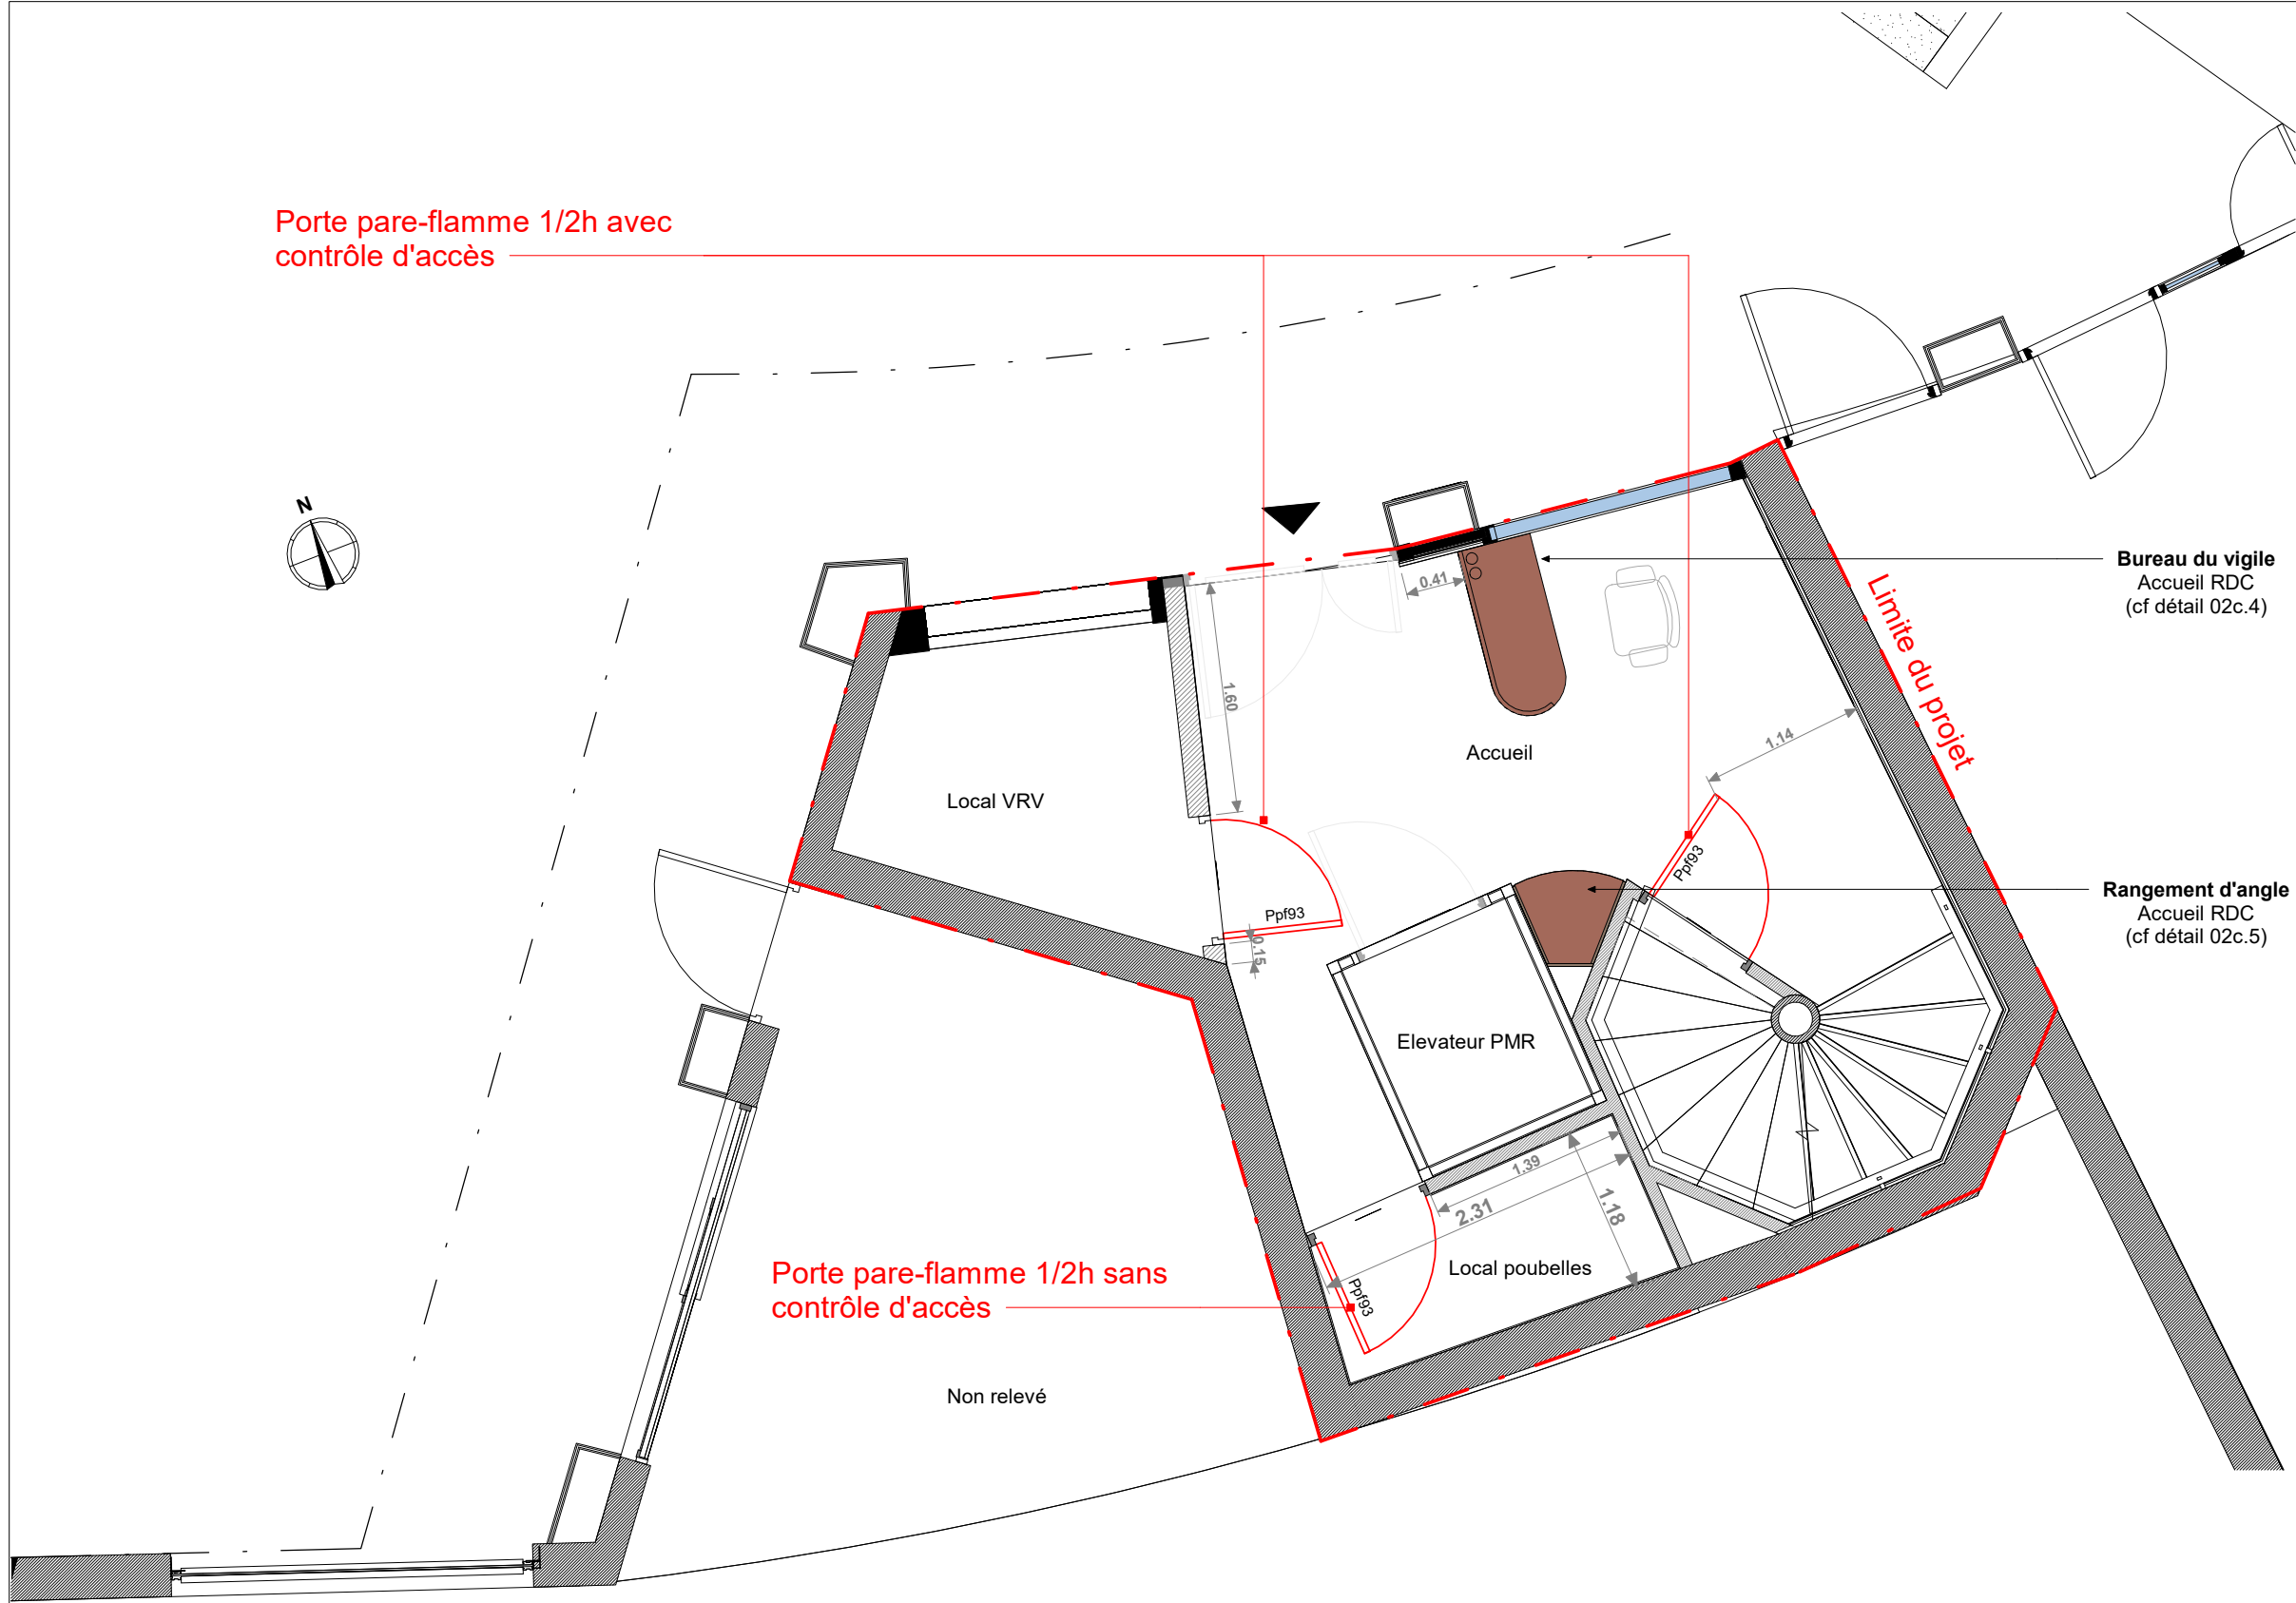 Porte pare-flamme 1/2h avec
contrôle d'accès
N
Bureau du vigile
Accueil RDC
(cf détail 02c.4)
0.41
Limite du projet
1.60
1.14
Accueil
Local VRV
Ppf93
Rangement d'angle
Accueil RDC
(cf détail 02c.5)
Ppf93
0.15
Elevateur PMR
1.39
2.31
1.18
Porte pare-flamme 1/2h sans
contrôle d'accès
Local poubelles
Ppf93
Non relevé